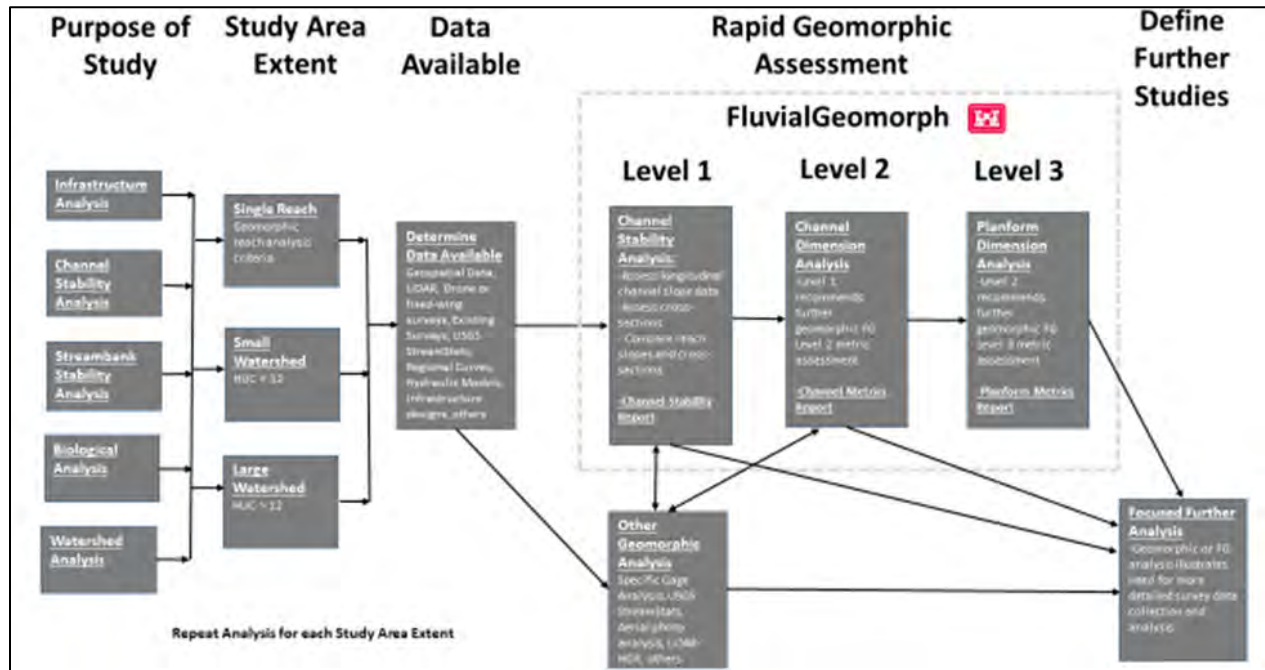 Purpose of
Study
Study Area
Extent
Data
Available
Rapid Geomorphic
Assessment
Define
Further
Studies
FluvialGeomorph
Level 1
Level 2
Level 3
Infrastructure
Analysis
Channel
Stability
Analysis
Streambank
Stability
Analysis
Biological
Analysis
Watershed
Analysis
Single Reach
Geomorphic
reach analysis
criteria
Small
Watershed
HUC < 12
Large
Watershed
HUC > 12
Determine
Data Available
Geospatial Data,
LiDAR, Drone or
fixed-wing
surveys, Existing
Surveys, USGS
StreamStats,
Regional Curves,
Hydraulic Models,
Infrastructure
designs, others
Channel
Stability
Analysis:
-Assess longitudinal
channel slope data
-Assess cross-
sections
-Compare reach
slopes and cross-
sections
-Channel Stability
Report
Channel
Dimension
Analysis
-Level 1
recommends
further
geomorphic FG
Level 2 metric
assessment
-Channel Metrics
Report
Planform
Dimension
Analysis
-Level 2
recommends
further
geomorphic FG
Level 3 metric
assessment
-Planform Metrics
Report
Other
Geomorphic
Analysis
Specific Gage
Analysis, USGS
StreamStats,
Aerial photo
analysis, LiDAR-
others
Focused Further
Analysis
-Geomorphic or FG
analysis illustrates
need for more
detailed survey data
collection and
analysis
Repeat Analysis for each Study Area Extent